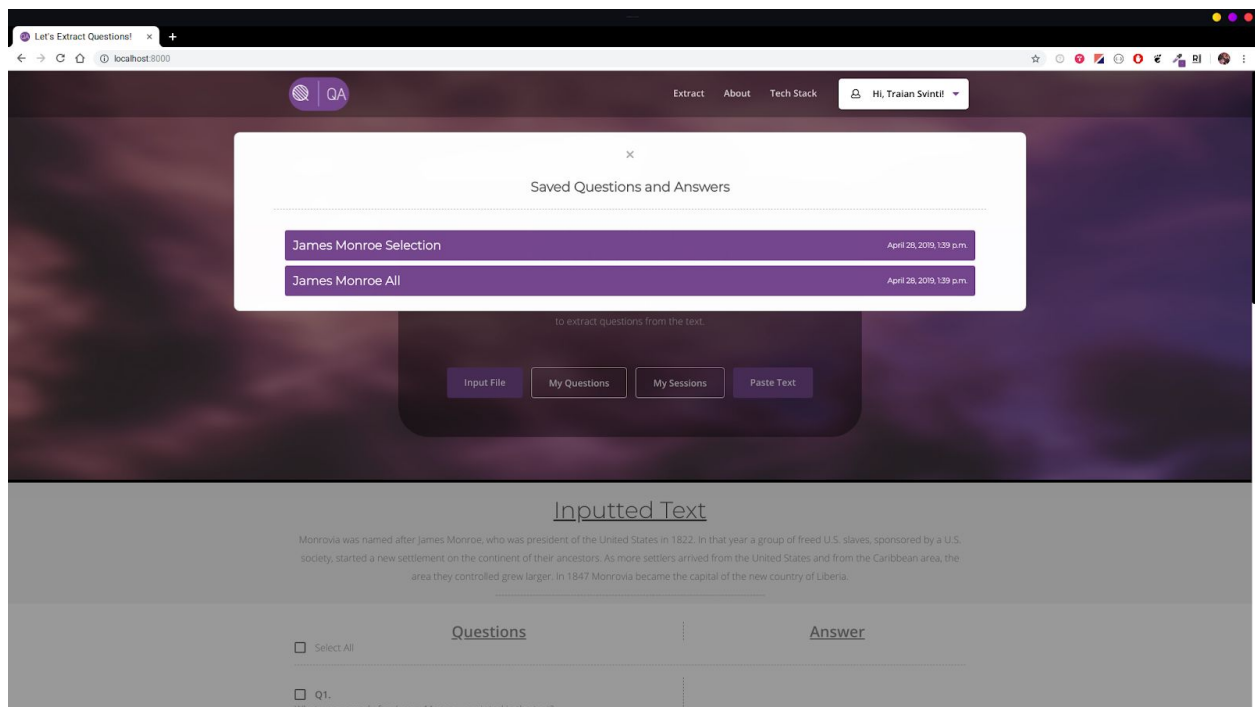 Let's Extract Questions!
localhost:8000
QA
Extract About Tech Stack Hi, Traian Svinti!
Saved Questions and Answers
James Monroe Selection April 28, 2019, 1:39 p.m.
James Monroe All April 28, 2019, 1:39 p.m.
to extract questions from the text.
Input File My Questions My Sessions Paste Text
Inputted Text
Monrovia was named after James Monroe, who was president of the United States in 1822. In that year a group of freed U.S. slaves, sponsored by a U.S.
society, started a new settlement on the continent of their ancestors. As more settlers arrived from the United States and from the Caribbean area, the
area they controlled grew larger. In 1847 Monrovia became the capital of the new country of Liberia.
Questions Answer
Select All
Q1.